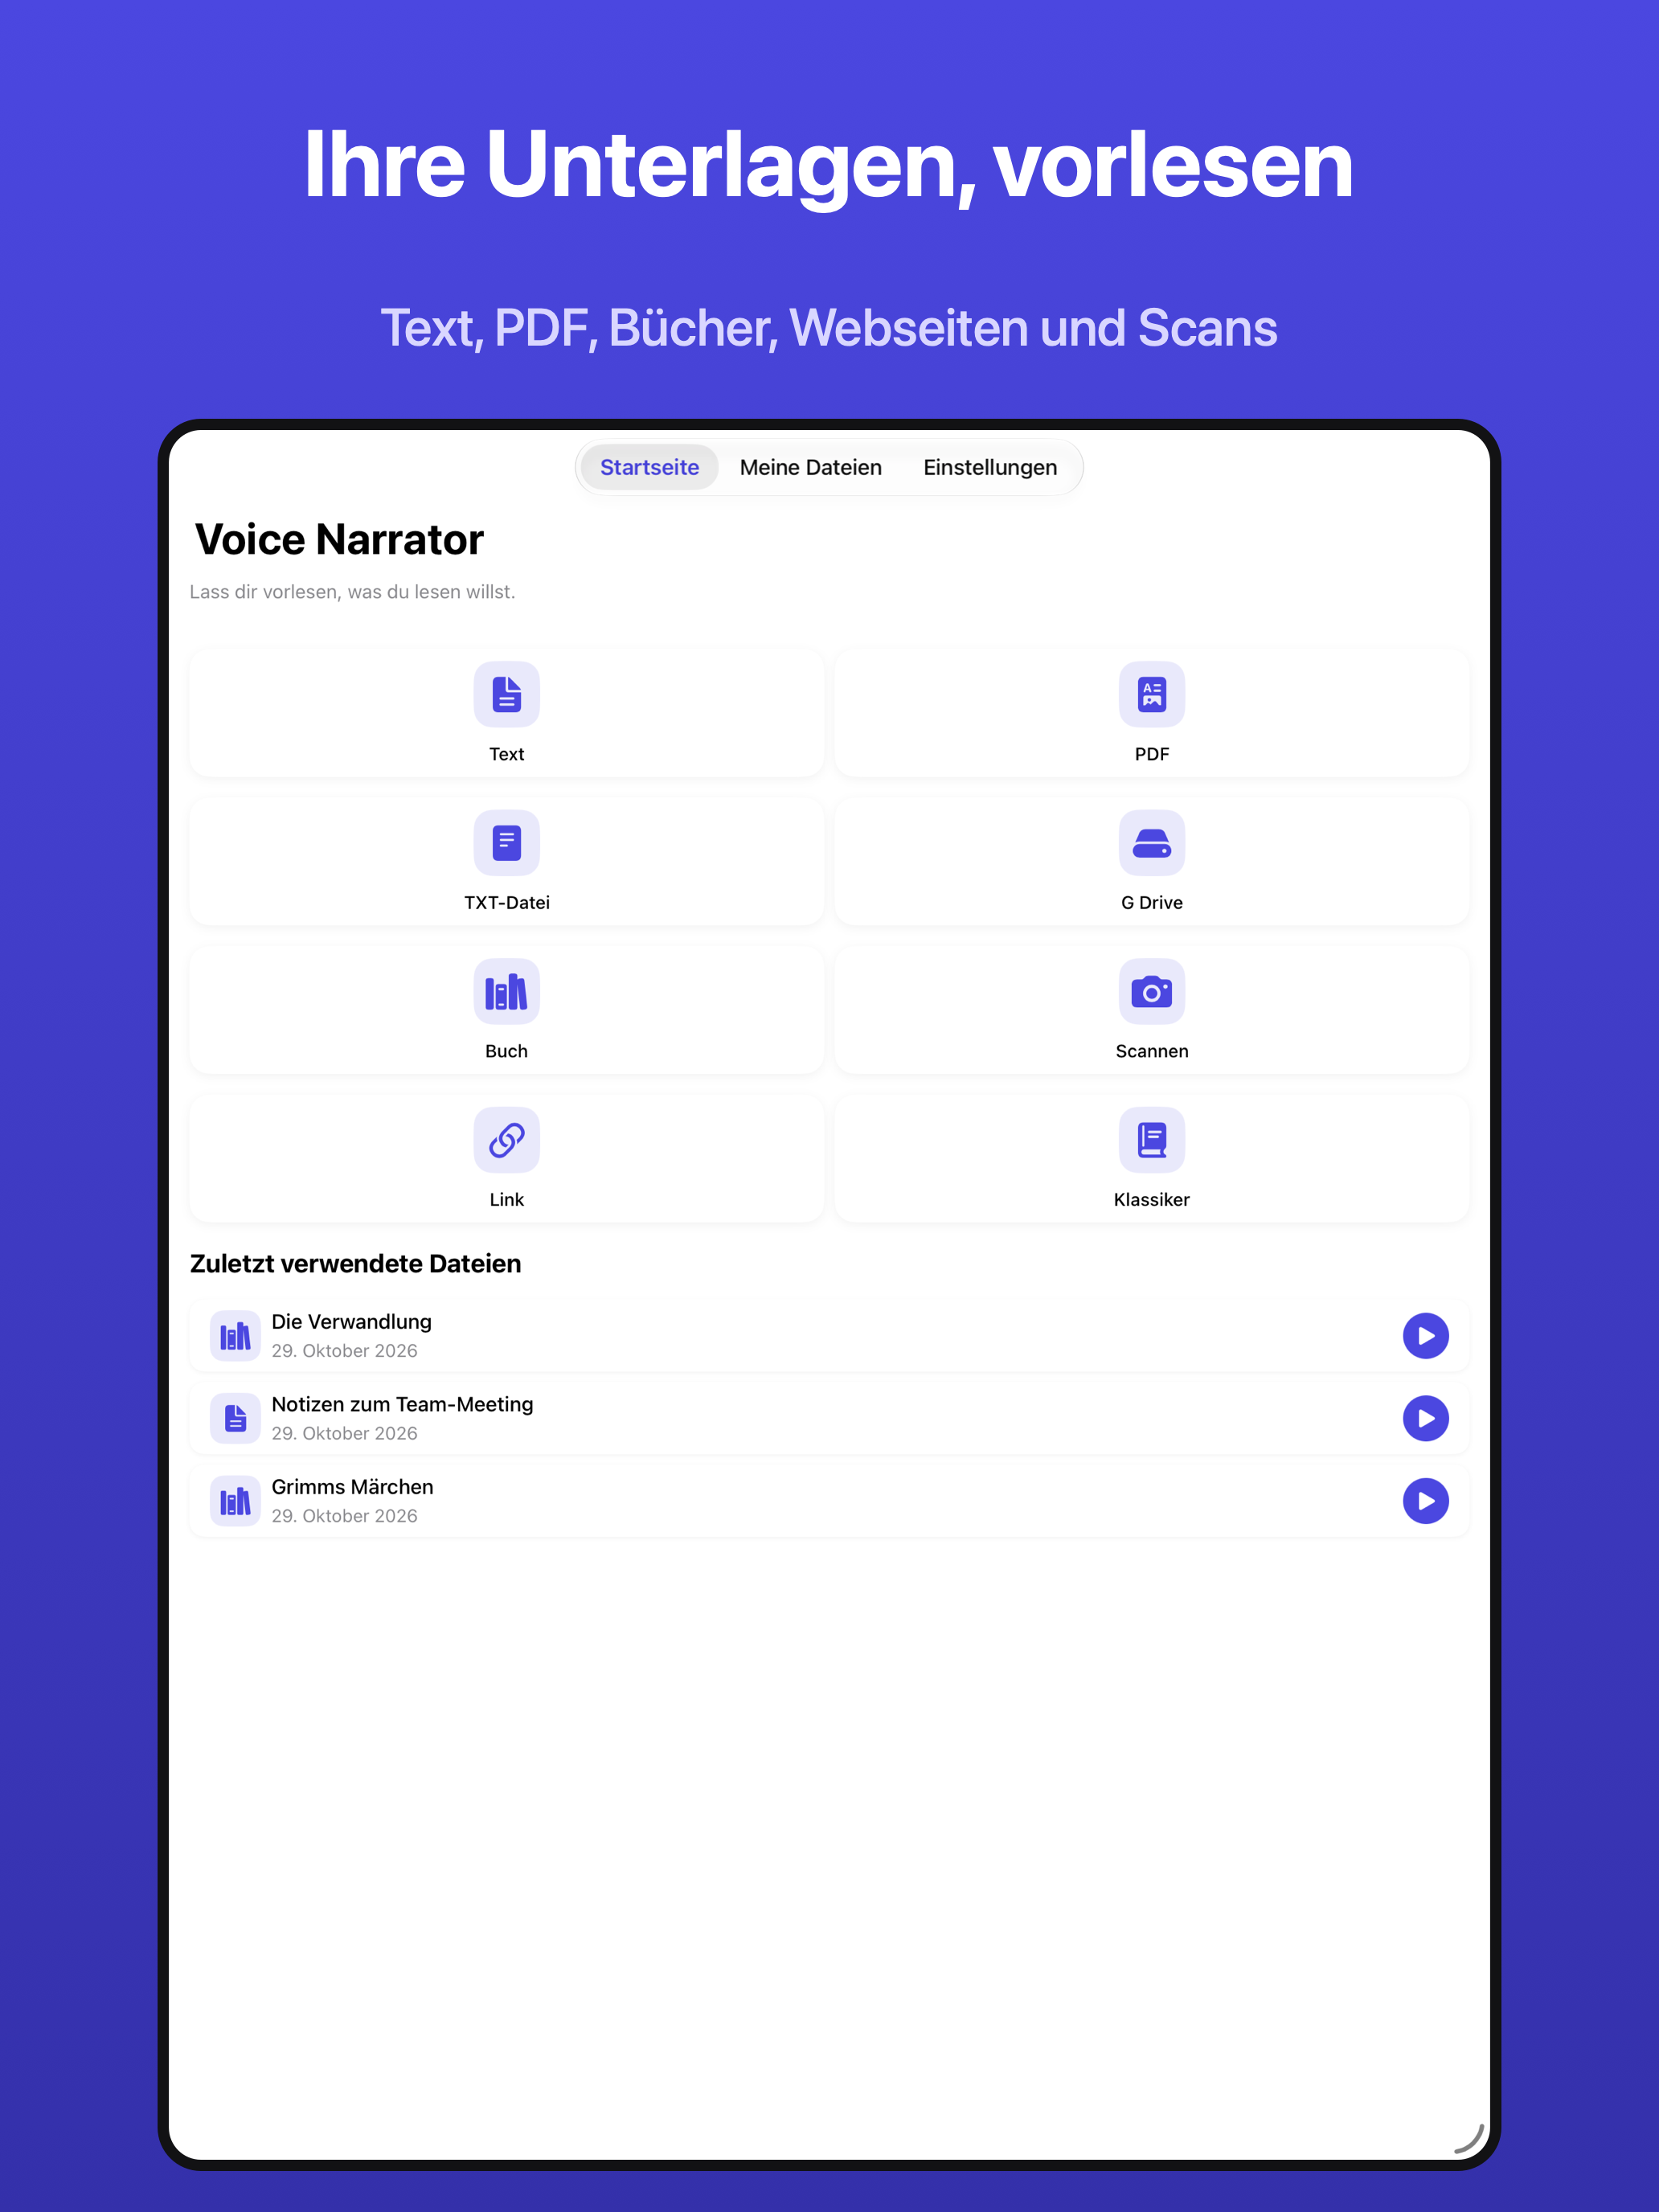 Ihre Unterlagen, vorlesen
Text, PDF, Bücher, Webseiten und Scans
Startseite Meine Dateien Einstellungen
Voice Narrator
Lass dir vorlesen, was du lesen willst.
Text PDF
TXT-Datei G Drive
Buch Scannen
Link Klassiker
Zuletzt verwendete Dateien
Die Verwandlung
29. Oktober 2026
Notizen zum Team-Meeting
29. Oktober 2026
Grimms Märchen
29. Oktober 2026